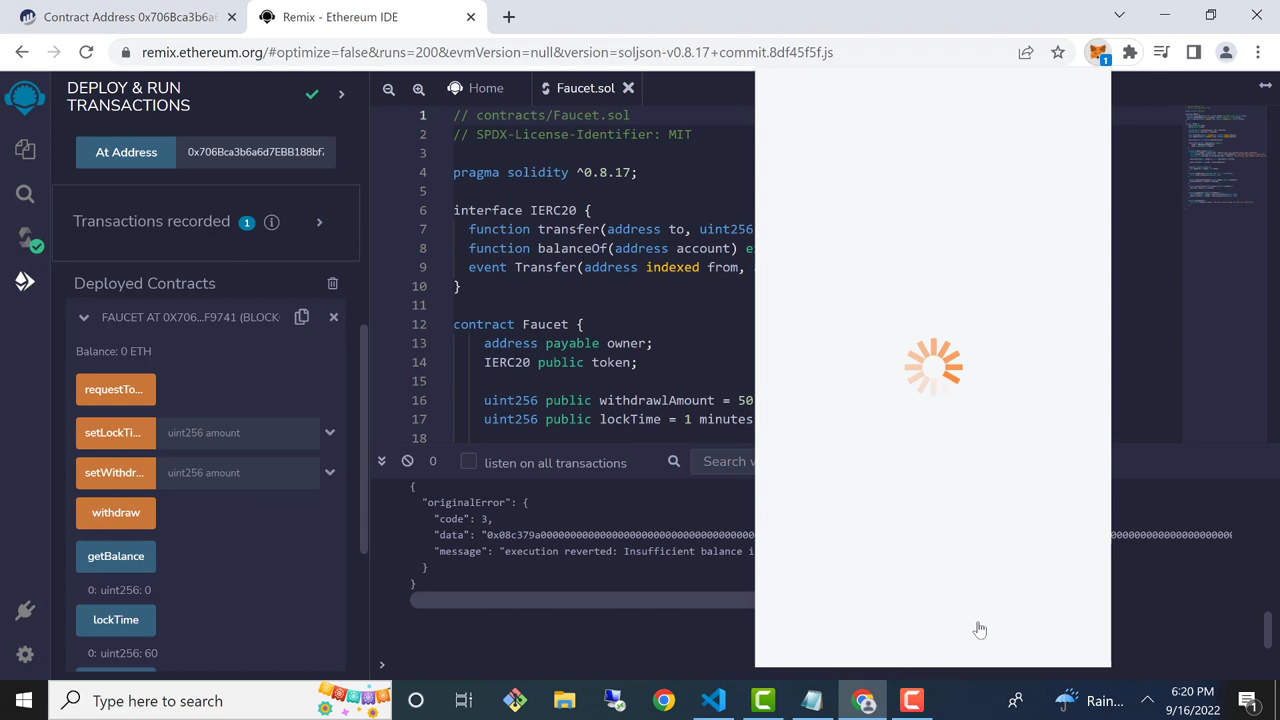 Contract Address 0x706Bca3b6a6
Remix - Ethereum IDE
remix.ethereum.org/#optimize=false&runs=200&evmVersion=null&version=soljson-v0.8.17+commit.8df45f5f.js
1
DEPLOY & RUN
TRANSACTIONS
Home
Faucet.sol
At Address
0x706Bca3b6a6d7EBB188bf7
Transactions recorded 1 i
Deployed Contracts
FAUCET AT 0X706...F9741 (BLOCK
Balance: 0 ETH
requestTo...
setLockTi...
uint256 amount
setWithdr...
uint256 amount
withdraw
getBalance
0: uint256: 0
lockTime
0: uint256: 60
1 // contracts/Faucet.sol
2 // SPDX-License-Identifier: MIT
3
4 pragma solidity ^0.8.17;
5
6 interface IERC20 {
7 function transfer(address to, uint256
8 function balanceOf(address account) e
9 event Transfer(address indexed from,
10 }
11
12 contract Faucet {
13 address payable owner;
14 IERC20 public token;
15
16 uint256 public withdrawlAmount = 50
17 uint256 public lockTime = 1 minutes
18
0
listen on all transactions
Search w
{
"originalError": {
"code": 3,
"message": "execution reverted: Insufficient balance i
}
}
>
Type here to search
Rain...
6:20 PM
9/16/2022
1